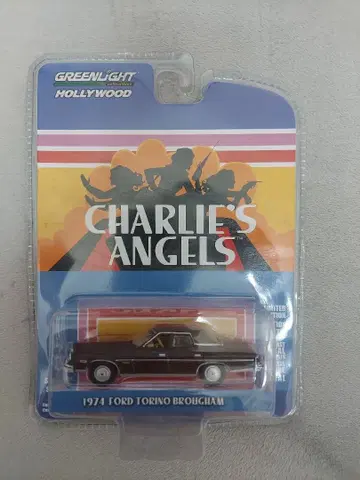 GREENLIGHT
HOLLYWOOD
CHARLIE'S
ANGELS
1974 FORD TORINO BROUGHAM